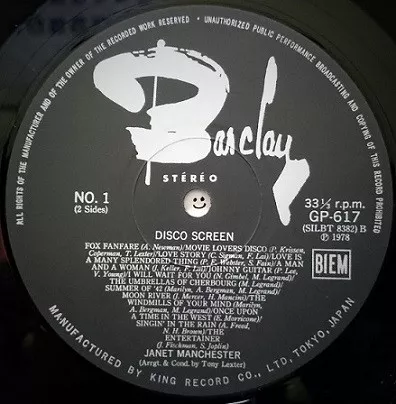 ALL RIGHTS OF THE MANUFACTURER AND OF THE OWNER OF THE RECORDED WORK RESERVED • UNAUTHORIZED PUBLIC PERFORMANCE BROADCASTING AND COPYING OF THIS RECORD PROHIBITED
Barclay
STÉRÉO
NO. 1
(2 Sides)
33⅓ r.p.m.
GP-617
(SILBT 8382) B
Ⓟ 1978
BIEM
DISCO SCREEN
FOX FANFARE (A. Newman)/MOVIE LOVERS DISCO (P. Krissen,
Coperman, T. Lexter)/LOVE STORY (C. Sigman, F. Lai)/LOVE IS
A MANY SPLENDORED THING (P. F. Webster, S. Fain)/A MAN
AND A WOMAN (J. Keller, F. Lai)/JOHNNY GUITAR (P. Lee,
V. Young)/I WILL WAIT FOR YOU (N. Gimbel, M. Legrand)/
THE UMBRELLAS OF CHERBOURG (M. Legrand)/
SUMMER OF '42 (Marilyn, A. Bergman, M. Legrand)/
MOON RIVER (J. Mercer, H. Mancini)/THE
WINDMILLS OF YOUR MIND (Marilyn,
A. Bergman, M. Legrand)/ONCE UPON
A TIME IN THE WEST (E. Morricone)/
SINGIN' IN THE RAIN (A. Freed,
N. H. Brown)/THE
ENTERTAINER
(J. Finckman, S. Joplin)
JANET MANCHESTER
(Arrgt. & Cond. by Tony Lexter)
MANUFACTURED BY KING RECORD CO., LTD, TOKYO, JAPAN